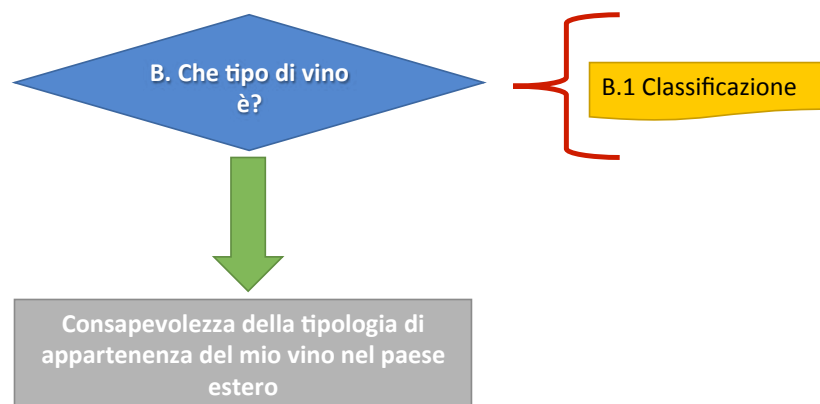 B. Che tipo di vino
è?
B.1 Classificazione
Consapevolezza della tipologia di
appartenenza del mio vino nel paese
estero